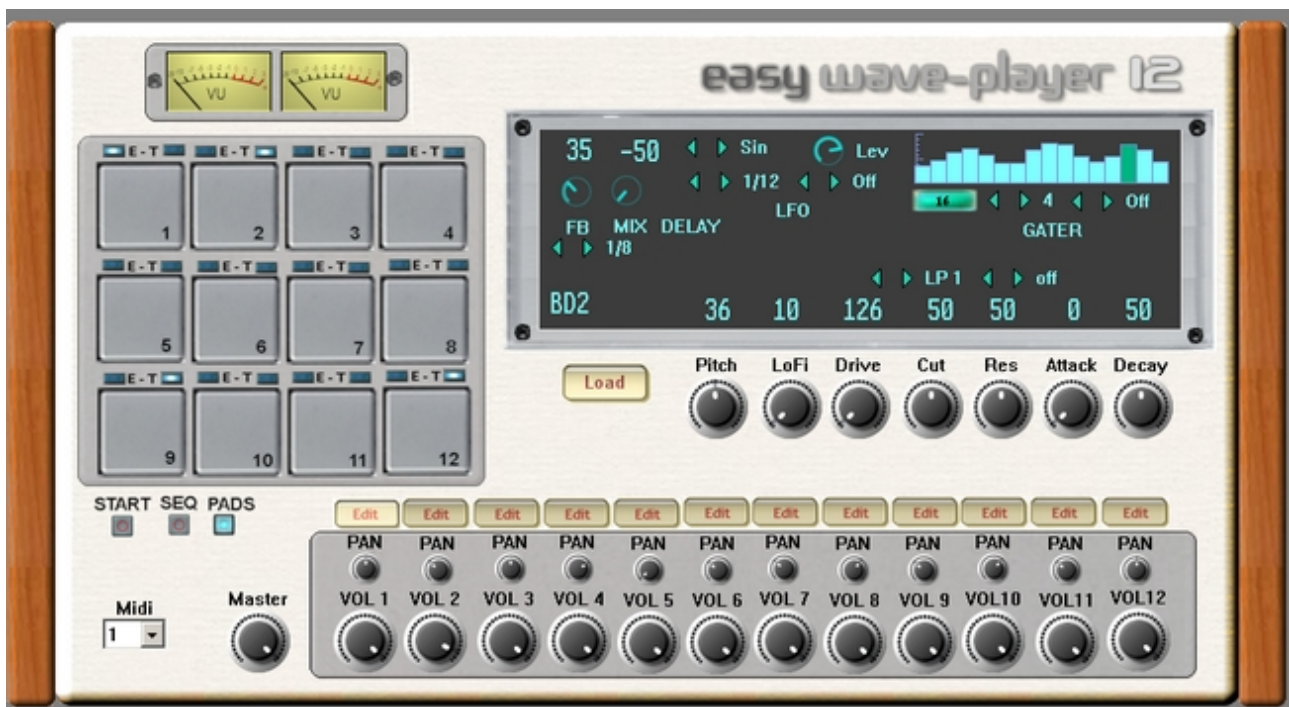 easy wave-player 12
VU VU
E-T E-T E-T E-T
1 2 3 4
E-T E-T E-T E-T
5 6 7 8
E-T E-T E-T E-T
9 10 11 12
START SEQ PADS
35 -50 Sin Lev
1/12 Off
LFO
16 4 Off
GATER
FB MIX DELAY
1/8
LP 1 off
BD2 36 10 126 50 50 0 50
Load
Pitch LoFi Drive Cut Res Attack Decay
Edit Edit Edit Edit Edit Edit Edit Edit Edit Edit Edit Edit
PAN PAN PAN PAN PAN PAN PAN PAN PAN PAN PAN PAN
Midi
1
Master
VOL 1 VOL 2 VOL 3 VOL 4 VOL 5 VOL 6 VOL 7 VOL 8 VOL 9 VOL10 VOL11 VOL12